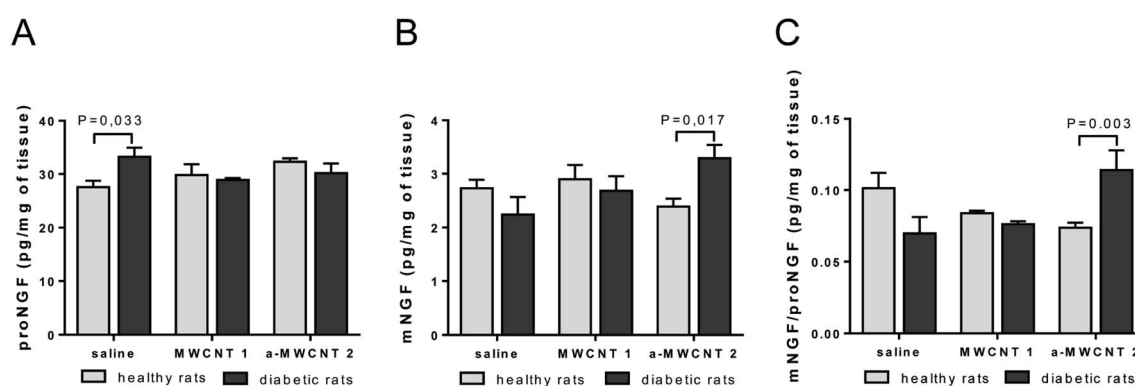 A
proNGF (pg/mg of tissue)
40
30
20
10
0
P=0,033
saline
MWCNT 1
a-MWCNT 2
healthy rats
diabetic rats
B
mNGF (pg/mg of tissue)
4
3
2
1
0
P=0,017
saline
MWCNT 1
a-MWCNT 2
healthy rats
diabetic rats
C
mNGF/proNGF (pg/mg of tissue)
0.15
0.10
0.05
0.00
P=0.003
saline
MWCNT 1
a-MWCNT 2
healthy rats
diabetic rats